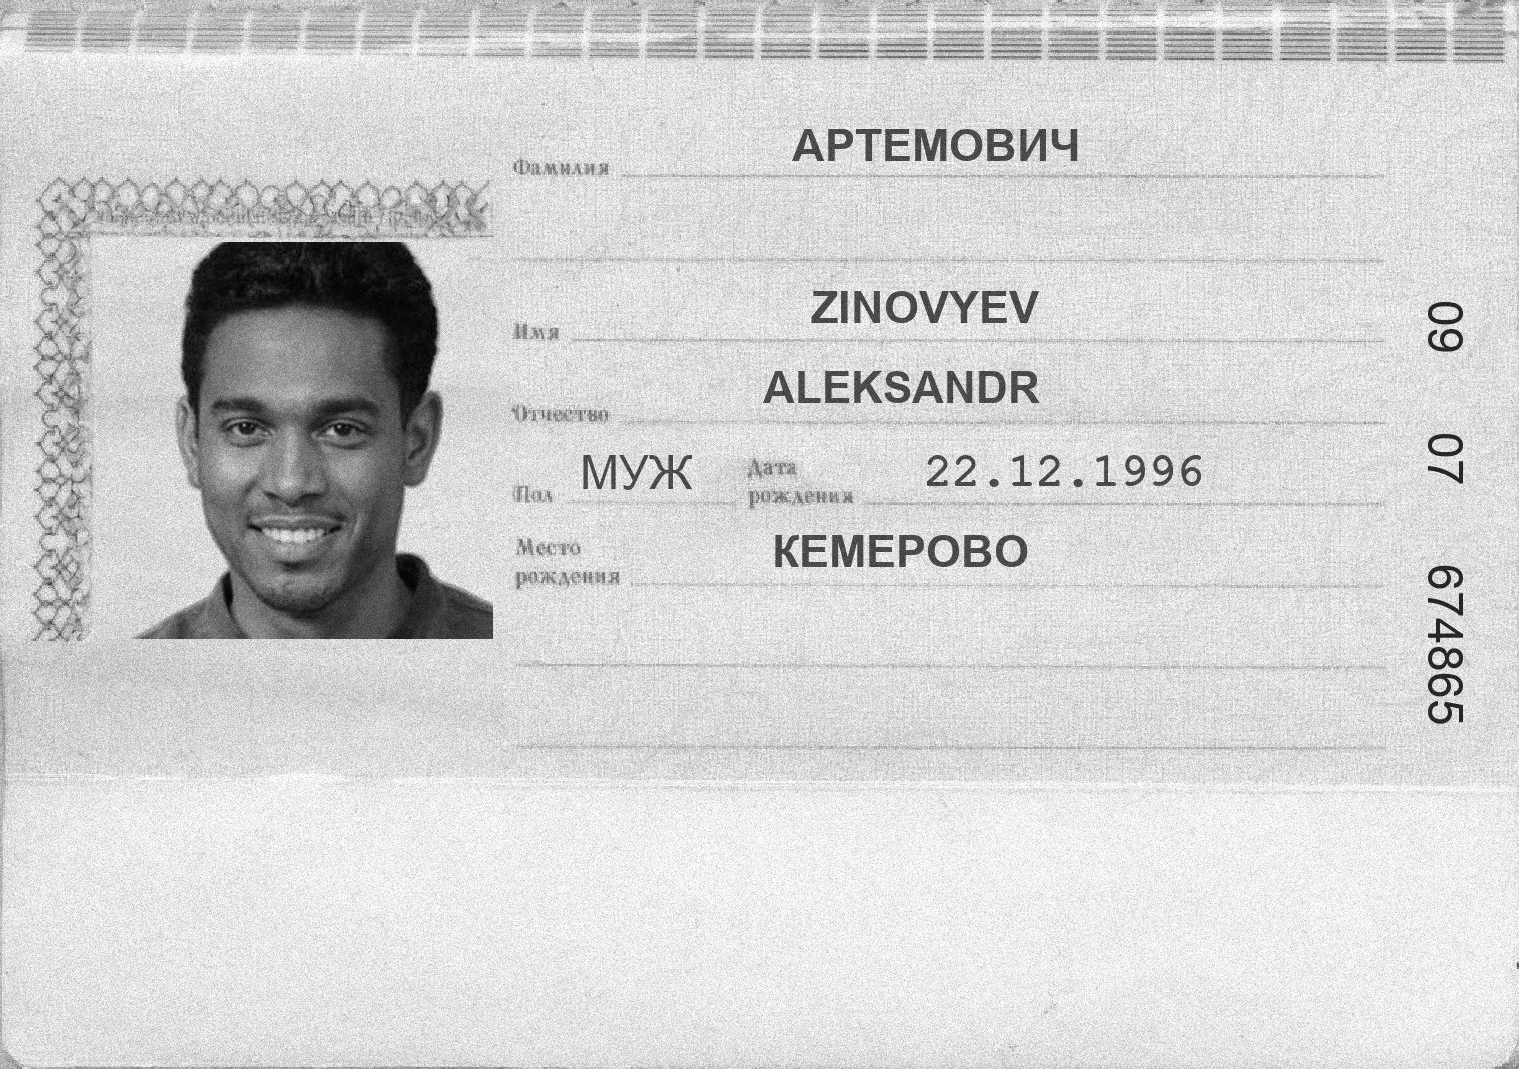 Фамилия АРТЕМОВИЧ
Имя ZINOVYEV
Отчество ALEKSANDR
Пол МУЖ Дата рождения 22.12.1996
Место рождения КЕМЕРОВО
09 07 674865